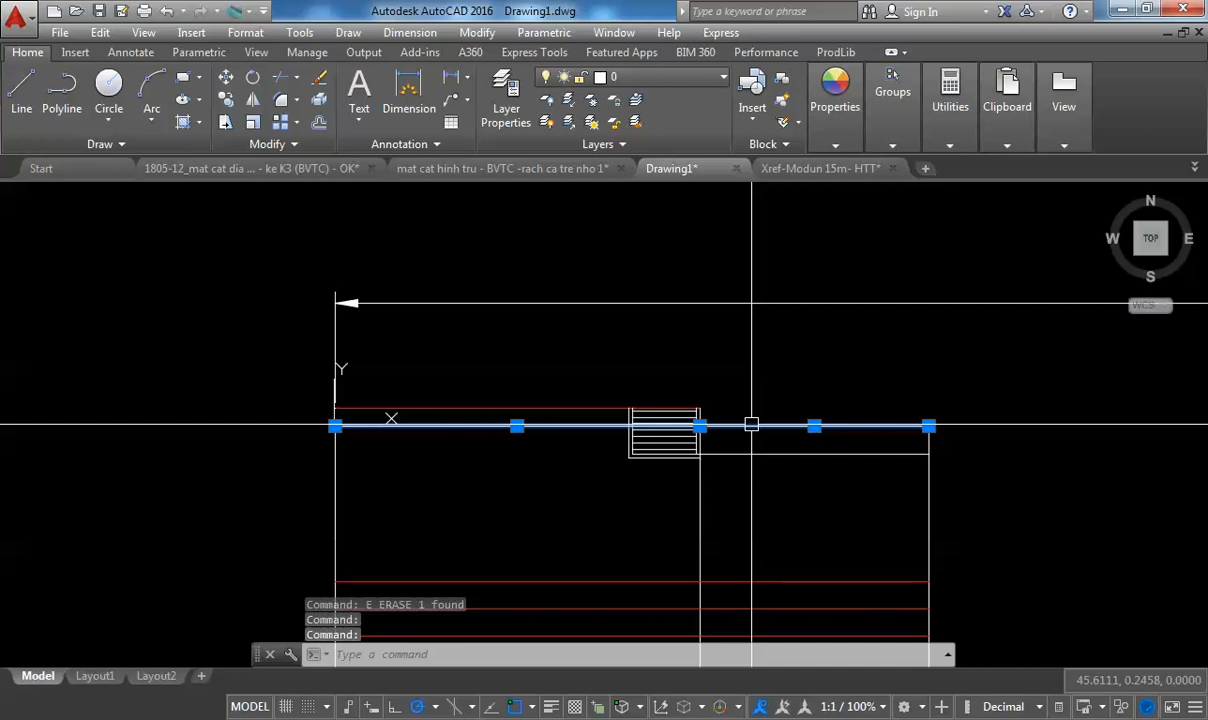 Autodesk AutoCAD 2016 Drawing1.dwg
Type a keyword or phrase
Sign In
File Edit View Insert Format Tools Draw Dimension Modify Parametric Window Help Express
Home Insert Annotate Parametric View Manage Output Add-ins A360 Express Tools Featured Apps BIM 360 Performance ProdLib
0
Line Polyline Circle Arc Text Dimension Layer Properties Insert Properties Groups Utilities Clipboard View
Draw Modify Annotation Layers Block
Start 1805-12_mat cat dia ... - ke K3 (BVTC) - OK* mat cat hinh tru - BVTC -rach ca tre nho 1* Drawing1* Xref-Modun 15m- HTT*
N
W TOP E
S
WCS
Y
X
Command: E ERASE 1 found
Command:
Command:
Type a command
Model Layout1 Layout2
45.6111, 0.2458, 0.0000
MODEL 1:1 / 100% Decimal